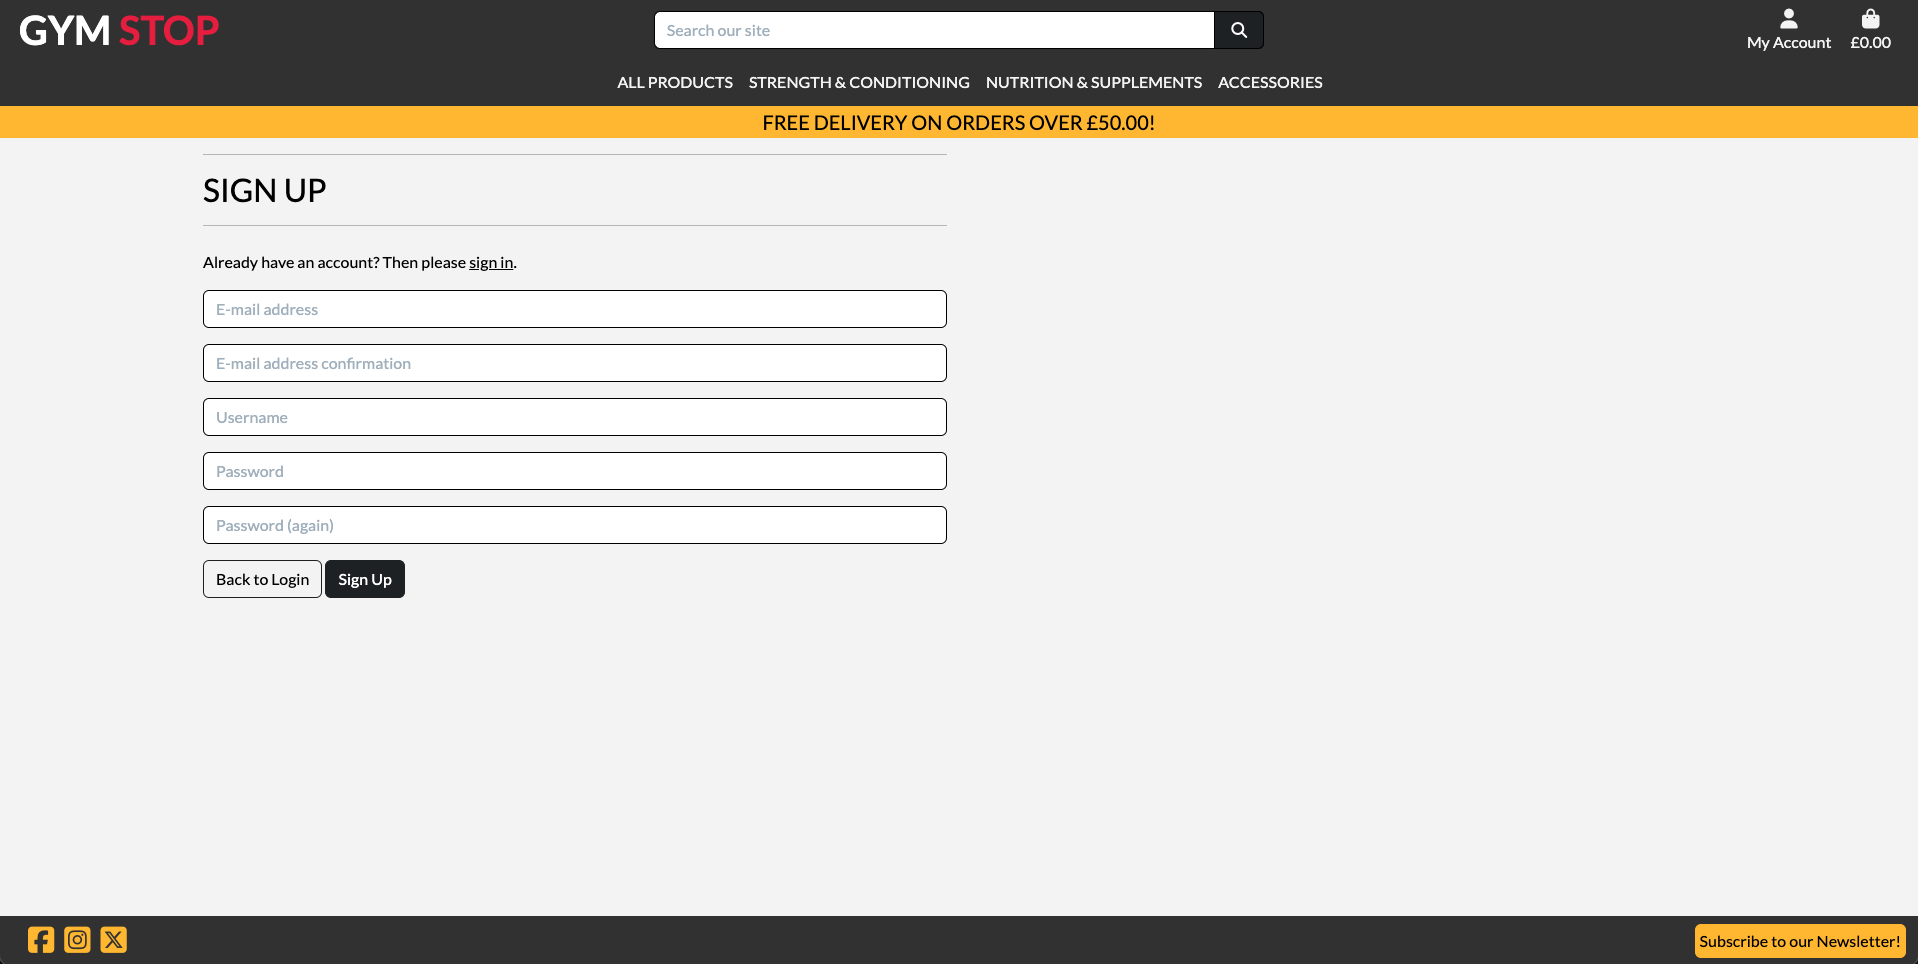 GYM STOP
Search our site
My Account
£0.00
ALL PRODUCTS STRENGTH & CONDITIONING NUTRITION & SUPPLEMENTS ACCESSORIES
FREE DELIVERY ON ORDERS OVER £50.00!
SIGN UP
Already have an account? Then please sign in.
E-mail address
E-mail address confirmation
Username
Password
Password (again)
Back to Login
Sign Up
Subscribe to our Newsletter!